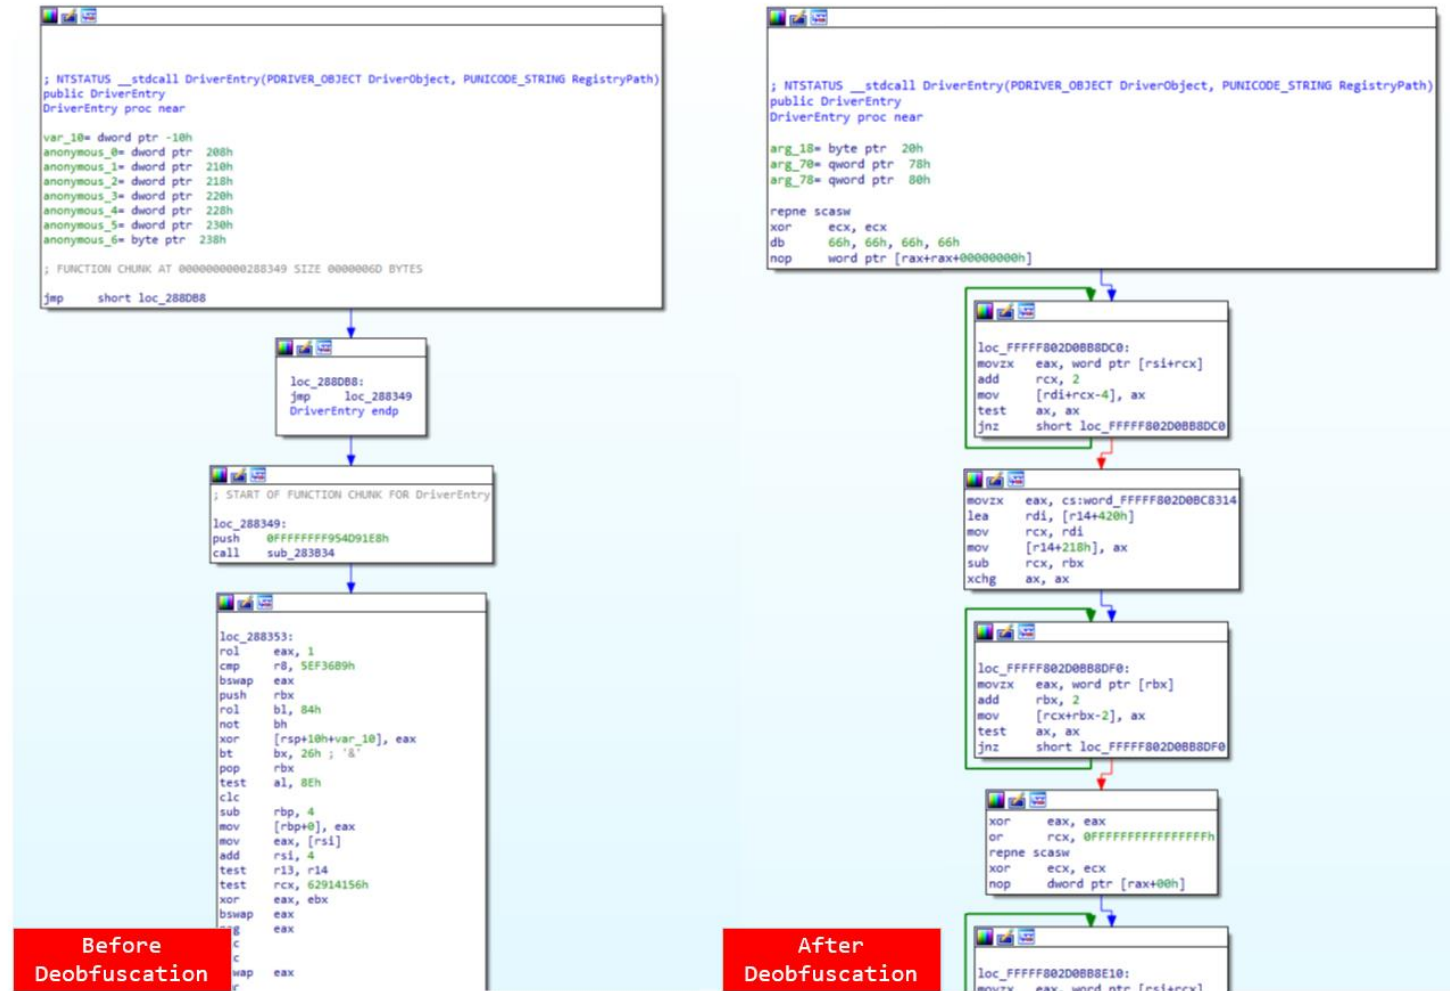 ; NTSTATUS __stdcall DriverEntry(PDRIVER_OBJECT DriverObject, PUNICODE_STRING RegistryPath)
public DriverEntry
DriverEntry proc near
var_10= dword ptr -10h
anonymous_0= dword ptr  208h
anonymous_1= dword ptr  210h
anonymous_2= dword ptr  218h
anonymous_3= dword ptr  220h
anonymous_4= dword ptr  228h
anonymous_5= dword ptr  230h
anonymous_6= byte ptr  238h
; FUNCTION CHUNK AT 0000000000288349 SIZE 0000006D BYTES
jmp     short loc_288DB8
loc_288DB8:
jmp     loc_288349
DriverEntry endp
; START OF FUNCTION CHUNK FOR DriverEntry
loc_288349:
push    0FFFFFFFF954D91E8h
call    sub_283B34
loc_288353:
rol     eax, 1
cmp     r8, 5EF36B9h
bswap   eax
push    rbx
rol     bl, 84h
not     bh
xor     [rsp+10h+var_10], eax
bt      bx, 26h ; '&'
pop     rbx
test    al, 8Eh
clc
sub     rbp, 4
mov     [rbp+0], eax
mov     eax, [rsi]
add     rsi, 4
test    r13, r14
test    rcx, 62914156h
xor     eax, ebx
bswap   eax
eax
eax
Before
Deobfuscation
; NTSTATUS __stdcall DriverEntry(PDRIVER_OBJECT DriverObject, PUNICODE_STRING RegistryPath)
public DriverEntry
DriverEntry proc near
arg_18= byte ptr  20h
arg_70= qword ptr  78h
arg_78= qword ptr  80h
repne scasw
xor     ecx, ecx
db      66h, 66h, 66h, 66h
nop     word ptr [rax+rax+00000000h]
loc_FFFFF802D0BB8DC0:
movzx   eax, word ptr [rsi+rcx]
add     rcx, 2
mov     [rdi+rcx-4], ax
test    ax, ax
jnz     short loc_FFFFF802D0BB8DC0
movzx   eax, cs:word_FFFFF802D0BC8314
lea     rdi, [r14+420h]
mov     rcx, rdi
mov     [r14+218h], ax
sub     rcx, rbx
xchg    ax, ax
loc_FFFFF802D0BB8DF0:
movzx   eax, word ptr [rbx]
add     rbx, 2
mov     [rcx+rbx-2], ax
test    ax, ax
jnz     short loc_FFFFF802D0BB8DF0
xor     eax, eax
or      rcx, 0FFFFFFFFFFFFFFFFh
repne scasw
xor     ecx, ecx
nop     dword ptr [rax+00h]
loc_FFFFF802D0BB8E10:
movzx   eax, word ptr [rsi+rcx]
After
Deobfuscation